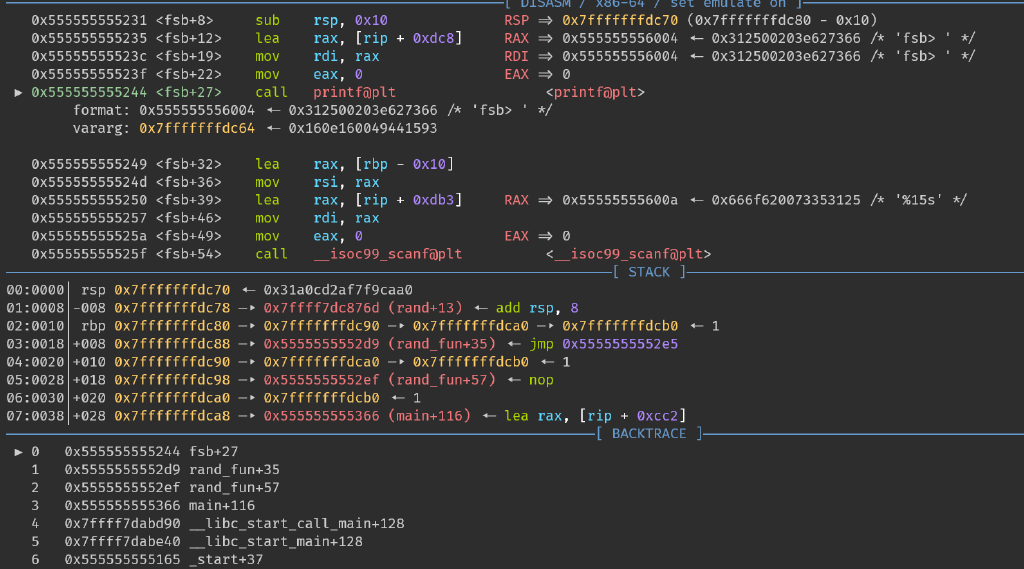 [ DISASM / x86-64 / set emulate on ]
0x555555555231 <fsb+8> sub rsp, 0x10 RSP => 0x7fffffffdc70 (0x7fffffffdc80 - 0x10)
0x555555555235 <fsb+12> lea rax, [rip + 0xdc8] RAX => 0x555555556004 ← 0x312500203e627366 /* 'fsb> ' */
0x55555555523c <fsb+19> mov rdi, rax RDI => 0x555555556004 ← 0x312500203e627366 /* 'fsb> ' */
0x55555555523f <fsb+22> mov eax, 0 EAX => 0
► 0x555555555244 <fsb+27> call printf@plt <printf@plt>
format: 0x555555556004 ← 0x312500203e627366 /* 'fsb> ' */
vararg: 0x7fffffffdc64 ← 0x160e160049441593
0x555555555249 <fsb+32> lea rax, [rbp - 0x10]
0x55555555524d <fsb+36> mov rsi, rax
0x555555555250 <fsb+39> lea rax, [rip + 0xdb3] RAX => 0x55555555600a ← 0x666f620073353125 /* '%15s' */
0x555555555257 <fsb+46> mov rdi, rax
0x55555555525a <fsb+49> mov eax, 0 EAX => 0
0x55555555525f <fsb+54> call __isoc99_scanf@plt <__isoc99_scanf@plt>
[ STACK ]
00:0000│ rsp 0x7fffffffdc70 ← 0x31a0cd2af7f9caa0
01:0008│-008 0x7fffffffdc78 → 0x7ffff7dc876d (rand+13) ← add rsp, 8
02:0010│ rbp 0x7fffffffdc80 → 0x7fffffffdc90 → 0x7fffffffdca0 → 0x7fffffffdcb0 ← 1
03:0018│+008 0x7fffffffdc88 → 0x5555555552d9 (rand_fun+35) ← jmp 0x5555555552e5
04:0020│+010 0x7fffffffdc90 → 0x7fffffffdca0 → 0x7fffffffdcb0 ← 1
05:0028│+018 0x7fffffffdc98 → 0x5555555552ef (rand_fun+57) ← nop
06:0030│+020 0x7fffffffdca0 → 0x7fffffffdcb0 ← 1
07:0038│+028 0x7fffffffdca8 → 0x555555555366 (main+116) ← lea rax, [rip + 0xcc2]
[ BACKTRACE ]
► 0 0x555555555244 fsb+27
1 0x5555555552d9 rand_fun+35
2 0x5555555552ef rand_fun+57
3 0x555555555366 main+116
4 0x7ffff7dabd90 __libc_start_call_main+128
5 0x7ffff7dabe40 __libc_start_main+128
6 0x555555555165 _start+37